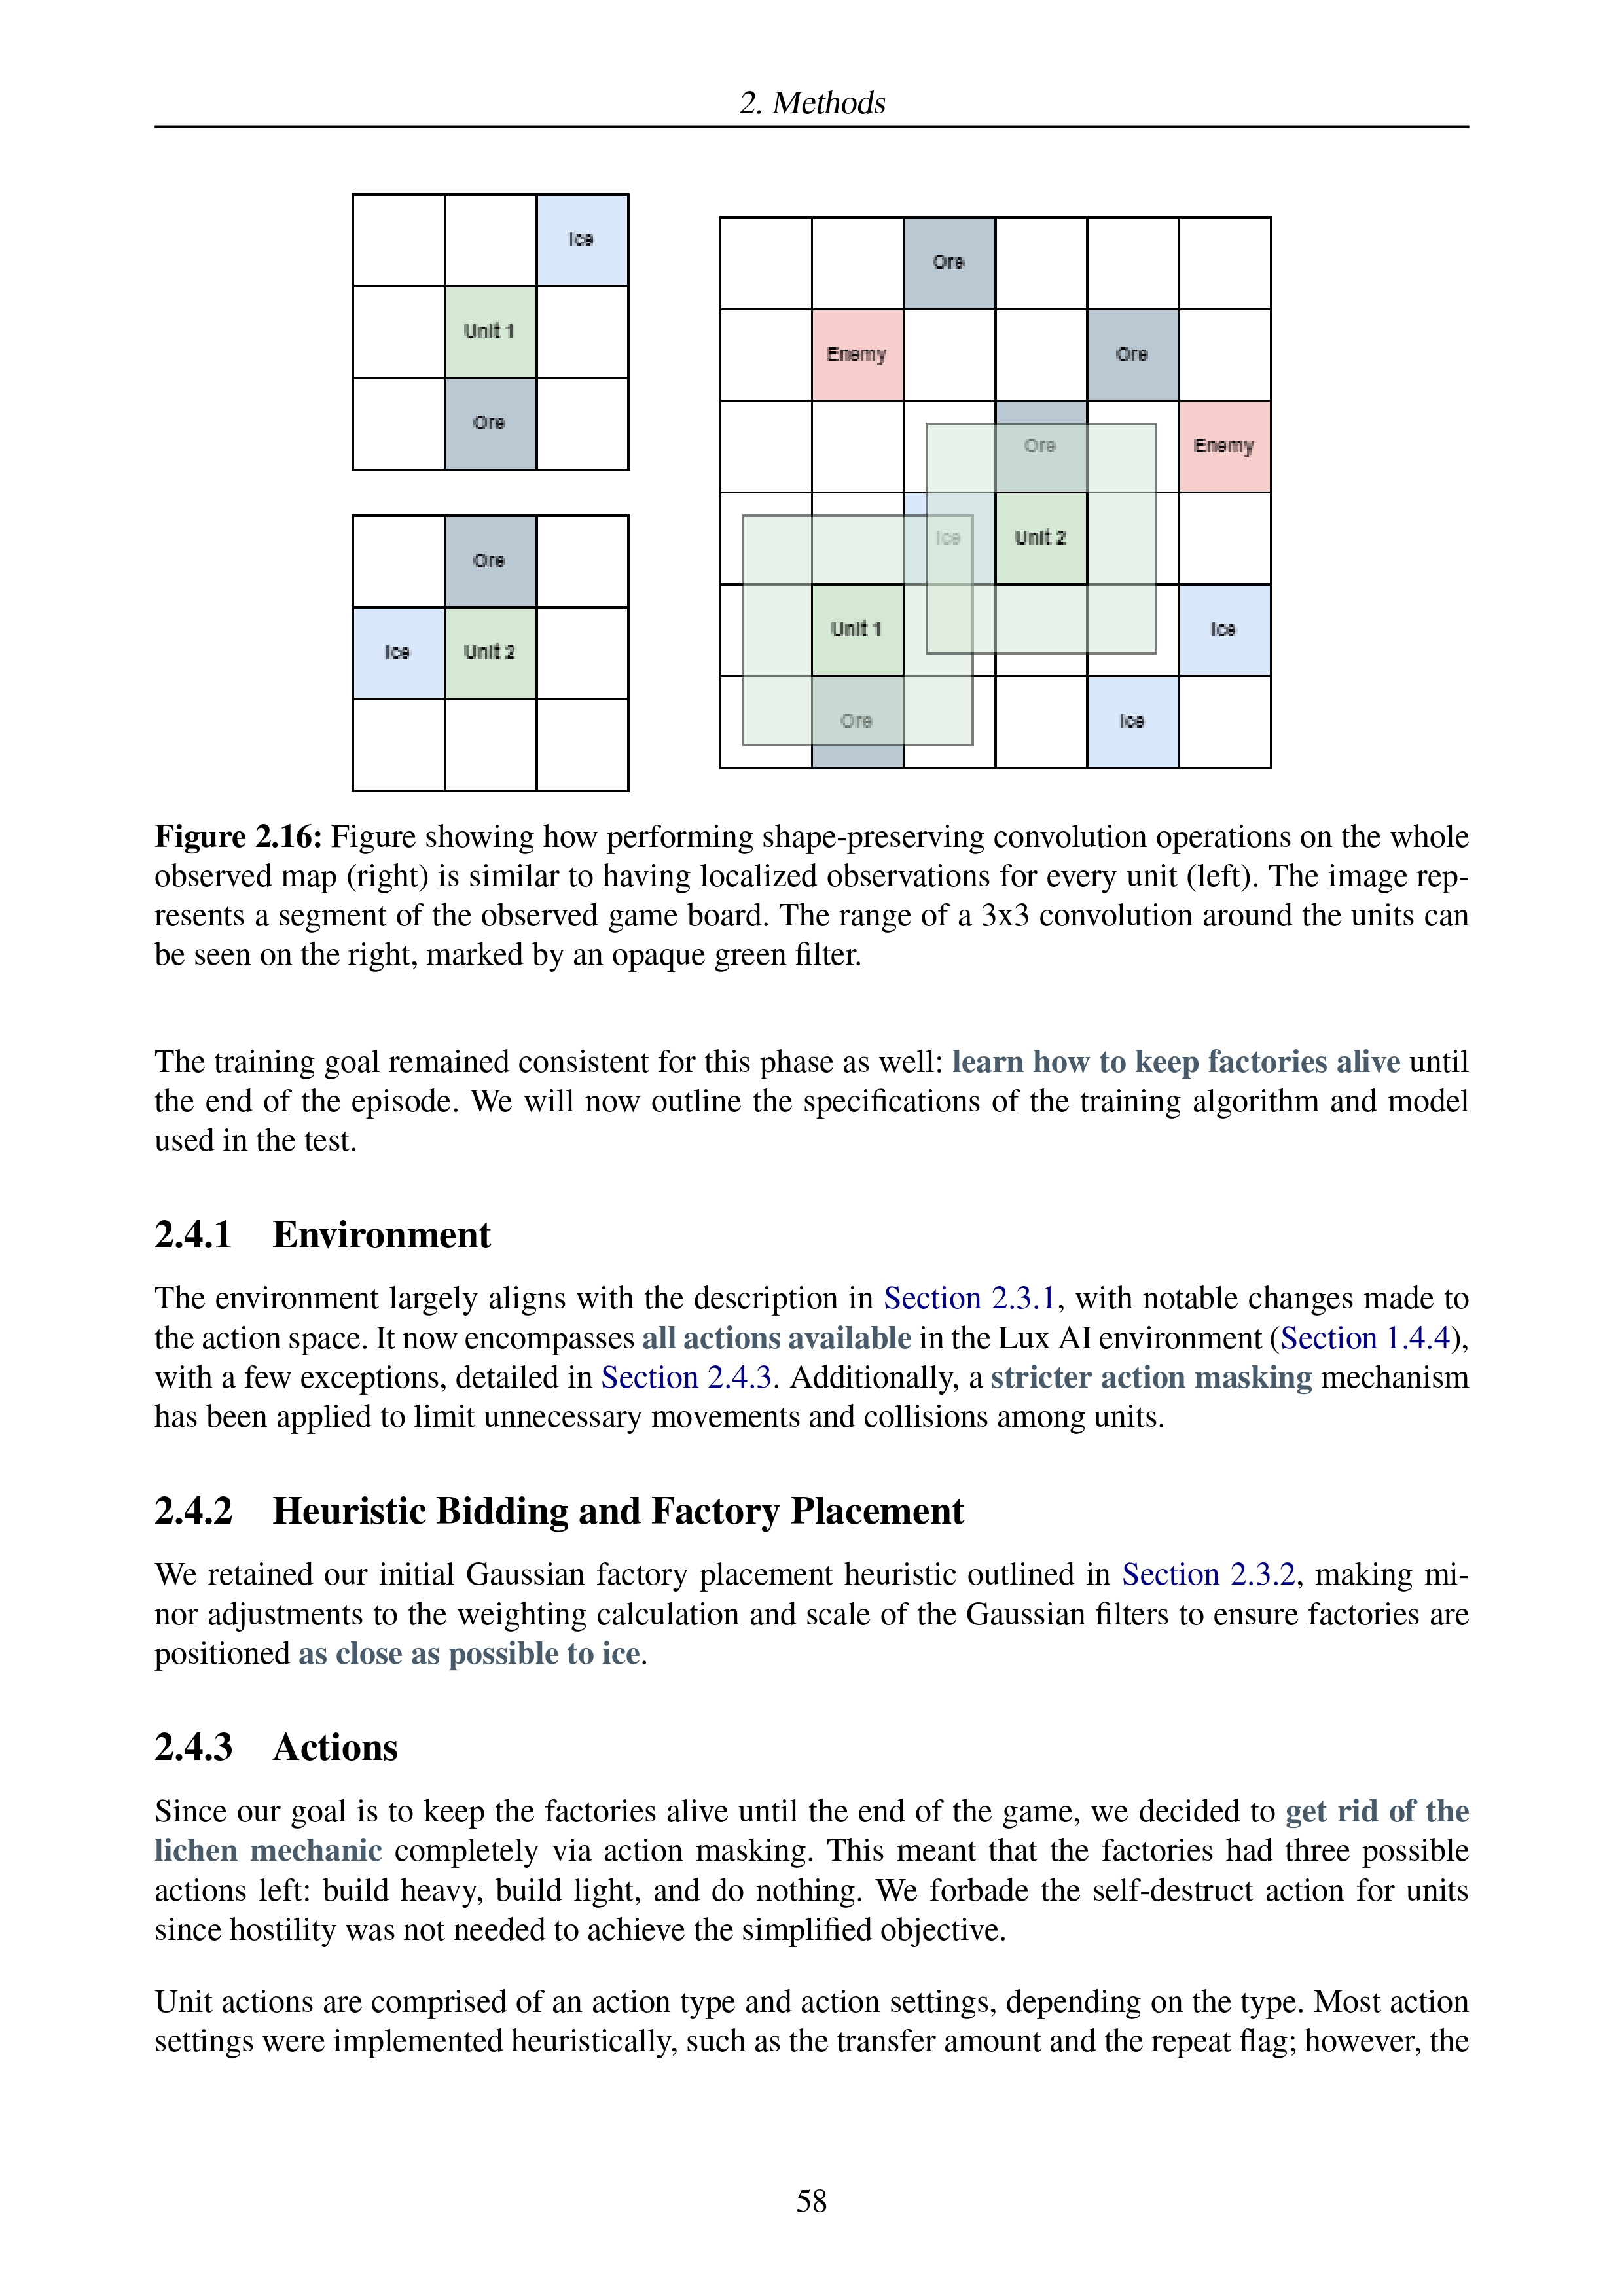 2. Methods
Ice
Unit 1
Ore
Ore
Ice Unit 2
Ore
Enemy Ore
Ore Enemy
Ice Unit 2
Unit 1 Ice
Ore Ice
Figure 2.16: Figure showing how performing shape-preserving convolution operations on the whole
observed map (right) is similar to having localized observations for every unit (left). The image rep-
resents a segment of the observed game board. The range of a 3x3 convolution around the units can
be seen on the right, marked by an opaque green filter.
The training goal remained consistent for this phase as well: learn how to keep factories alive until
the end of the episode. We will now outline the specifications of the training algorithm and model
used in the test.
2.4.1 Environment
The environment largely aligns with the description in Section 2.3.1, with notable changes made to
the action space. It now encompasses all actions available in the Lux AI environment (Section 1.4.4),
with a few exceptions, detailed in Section 2.4.3. Additionally, a stricter action masking mechanism
has been applied to limit unnecessary movements and collisions among units.
2.4.2 Heuristic Bidding and Factory Placement
We retained our initial Gaussian factory placement heuristic outlined in Section 2.3.2, making mi-
nor adjustments to the weighting calculation and scale of the Gaussian filters to ensure factories are
positioned as close as possible to ice.
2.4.3 Actions
Since our goal is to keep the factories alive until the end of the game, we decided to get rid of the
lichen mechanic completely via action masking. This meant that the factories had three possible
actions left: build heavy, build light, and do nothing. We forbade the self-destruct action for units
since hostility was not needed to achieve the simplified objective.
Unit actions are comprised of an action type and action settings, depending on the type. Most action
settings were implemented heuristically, such as the transfer amount and the repeat flag; however, the
58